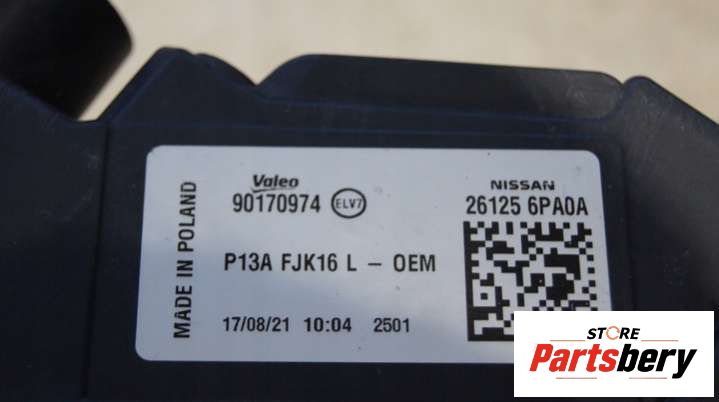 MADE IN POLAND
Valeo
90170974 ELV7
NISSAN
26125 6PA0A
P13A FJK16 L - OEM
17/08/21 10:04 2501
STORE
Partsbery